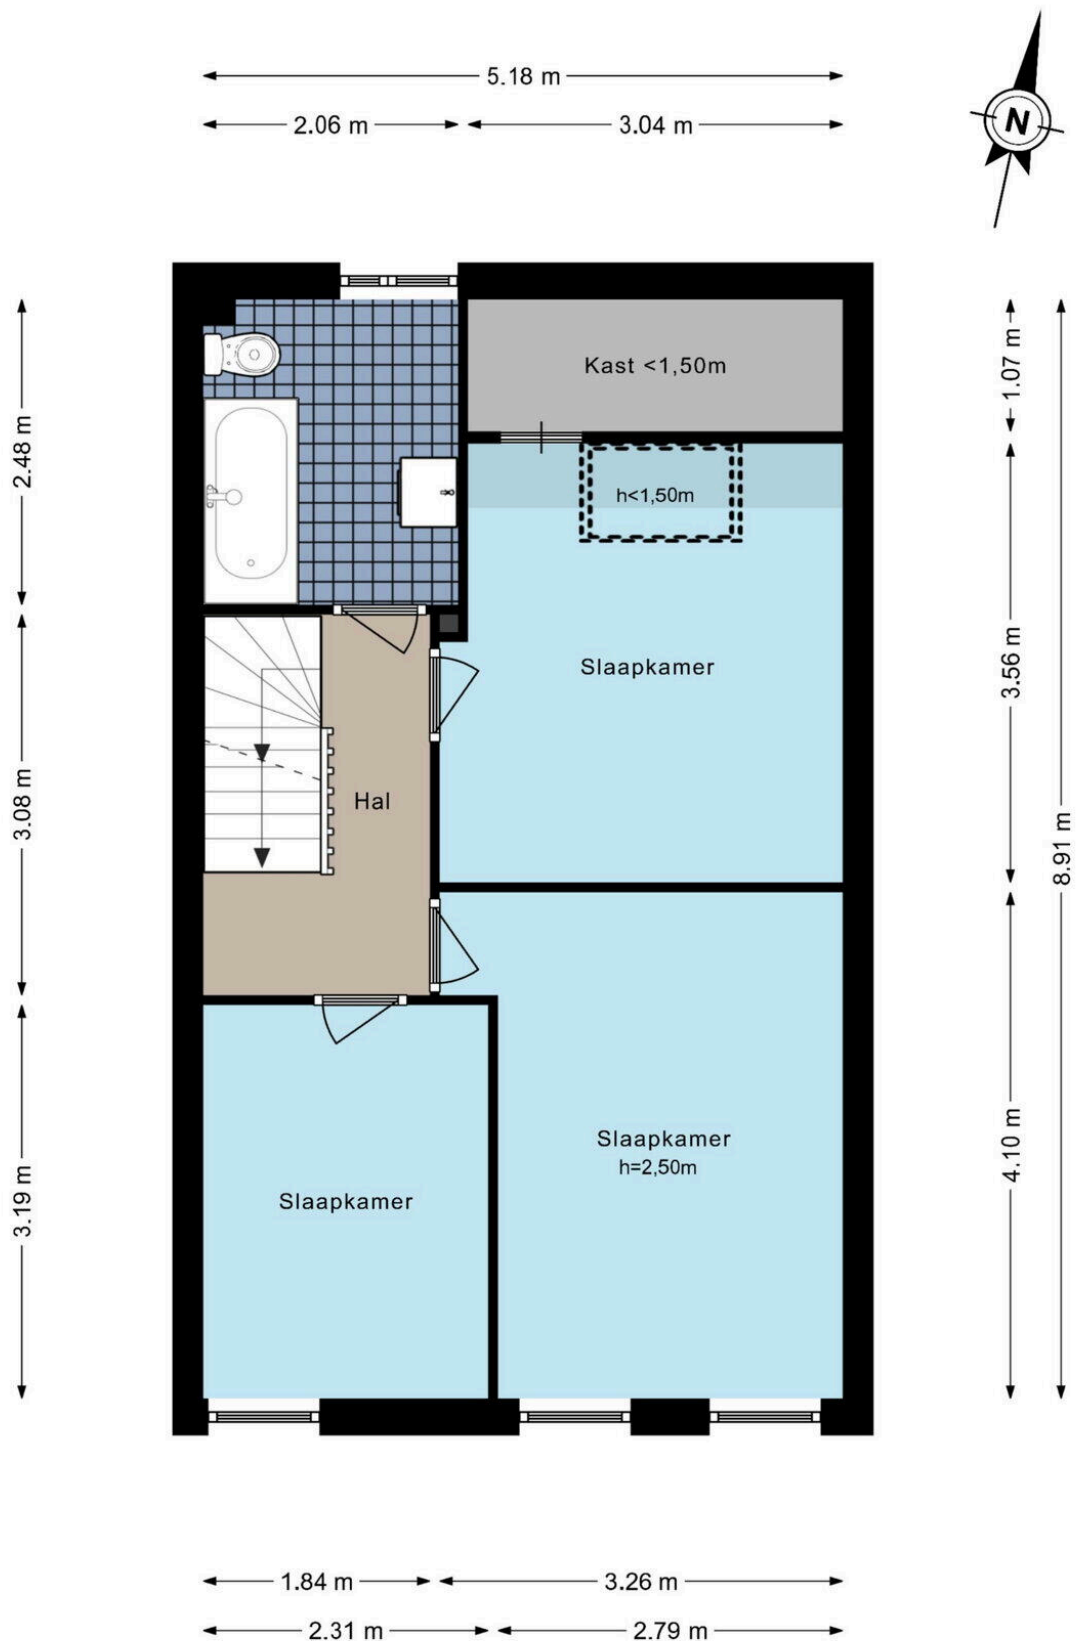 5.18 m
2.06 m
3.04 m
N
Kast <1,50m
1.07 m
2.48 m
h<1,50m
Slaapkamer
3.56 m
Hal
3.08 m
8.91 m
Slaapkamer
h=2,50m
4.10 m
Slaapkamer
3.19 m
1.84 m
3.26 m
2.31 m
2.79 m